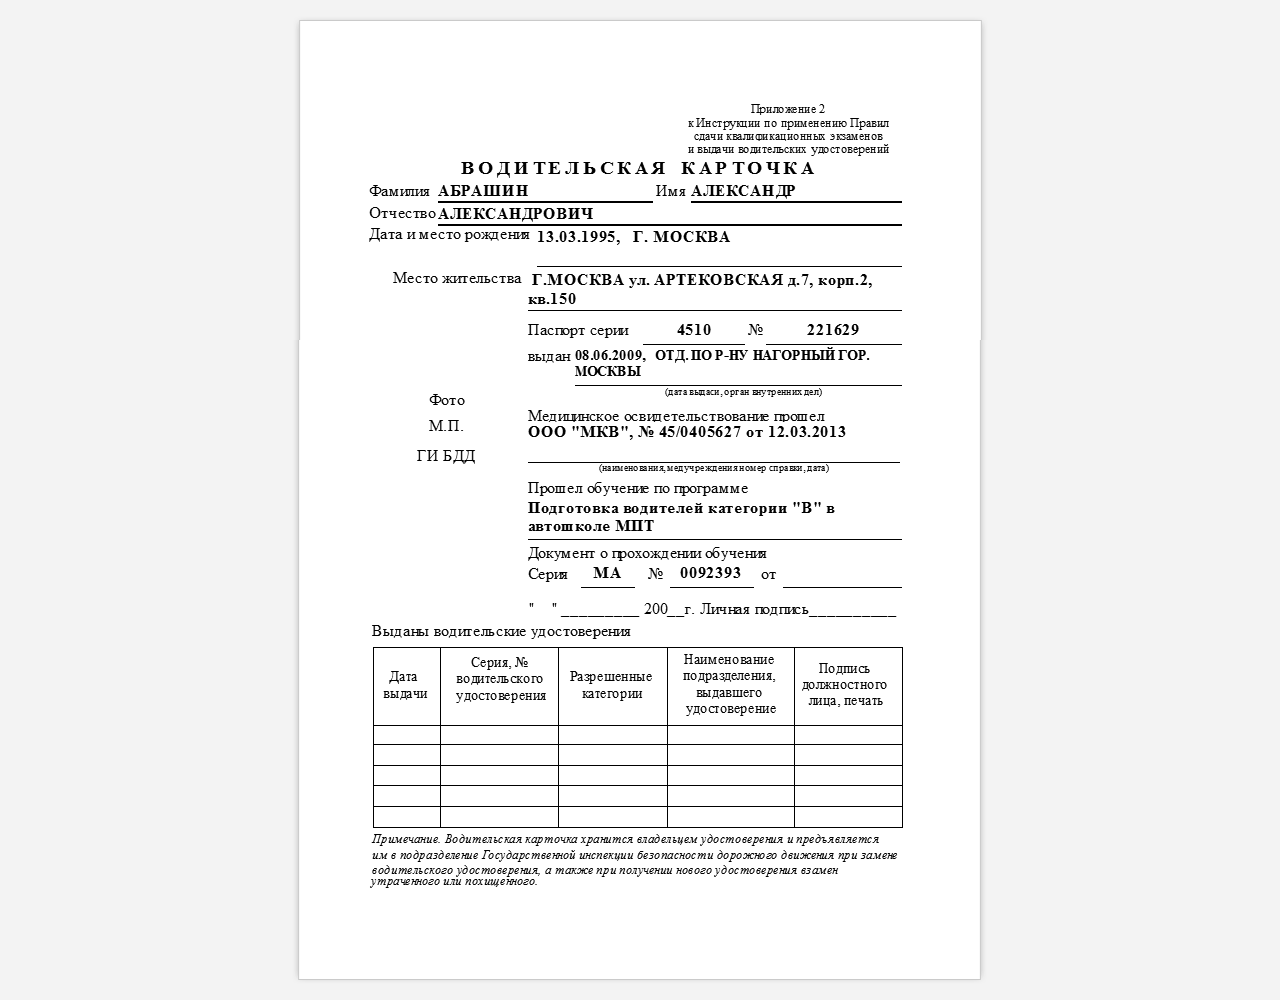 Приложение 2
к Инструкции по применению Правил
сдачи квалификационных экзаменов
и выдачи водительских удостоверений
ВОДИТЕЛЬСКАЯ КАРТОЧКА
Фамилия АБРАШИН Имя АЛЕКСАНДР
Отчество АЛЕКСАНДРОВИЧ
Дата и место рождения 13.03.1995, Г. МОСКВА
Место жительства Г.МОСКВА ул. АРТЕКОВСКАЯ д.7, корп.2,
кв.150
Паспорт серии 4510 № 221629
выдан 08.06.2009, ОТД. ПО Р-НУ НАГОРНЫЙ ГОР.
МОСКВЫ
(дата выдаси, орган внутренних дел)
Фото
Медицинское освидетельствование прошел
М.П.
ООО "МКВ", № 45/0405627 от 12.03.2013
ГИ БДД
(наименования, медучреждения номер справки, дата)
Прошел обучение по программе
Подготовка водителей категории "В" в
автошколе МПТ
Документ о прохождении обучения
Серия МА № 0092393 от
" " _________ 200__г. Личная подпись__________
Выданы водительские удостоверения
Дата
выдачи
Серия, №
водительского
удостоверения
Разрешенные
категории
Наименование
подразделения,
выдавшего
удостоверение
Подпись
должностного
лица, печать
Примечание. Водительская карточка хранится владельцем удостоверения и предъявляется
им в подразделение Государственной инспекции безопасности дорожного движения при замене
водительского удостоверения, а также при получении нового удостоверения взамен
утраченного или похищенного.